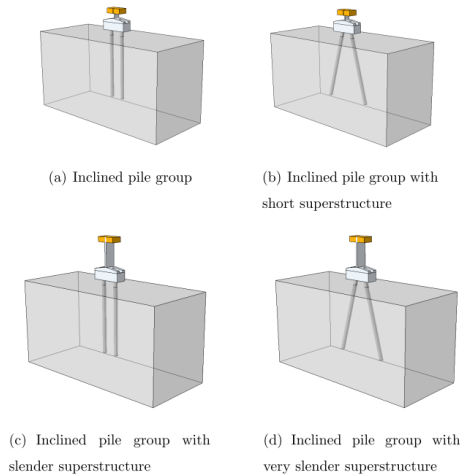 (a) Inclined pile group
(b) Inclined pile group with
short superstructure
(c) Inclined pile group with
slender superstructure
(d) Inclined pile group with
very slender superstructure